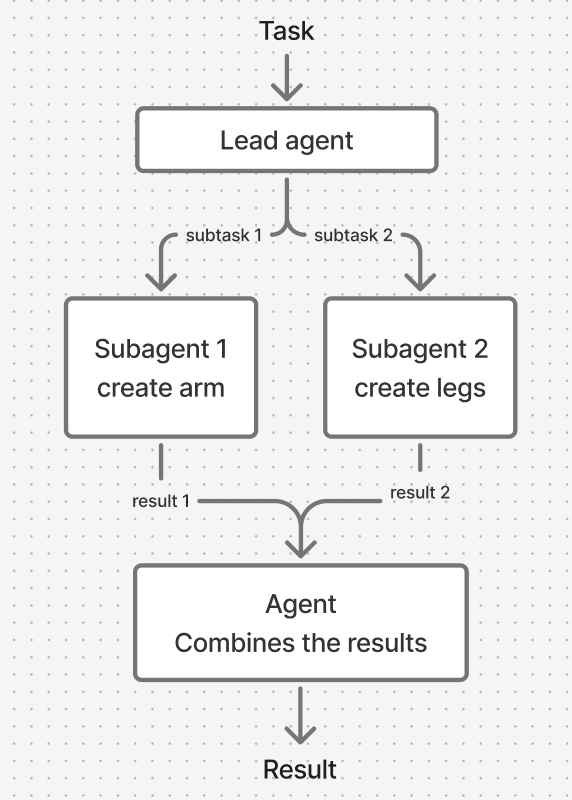 Task
Lead agent
subtask 1
subtask 2
Subagent 1
create arm
Subagent 2
create legs
result 1
result 2
Agent
Combines the results
Result